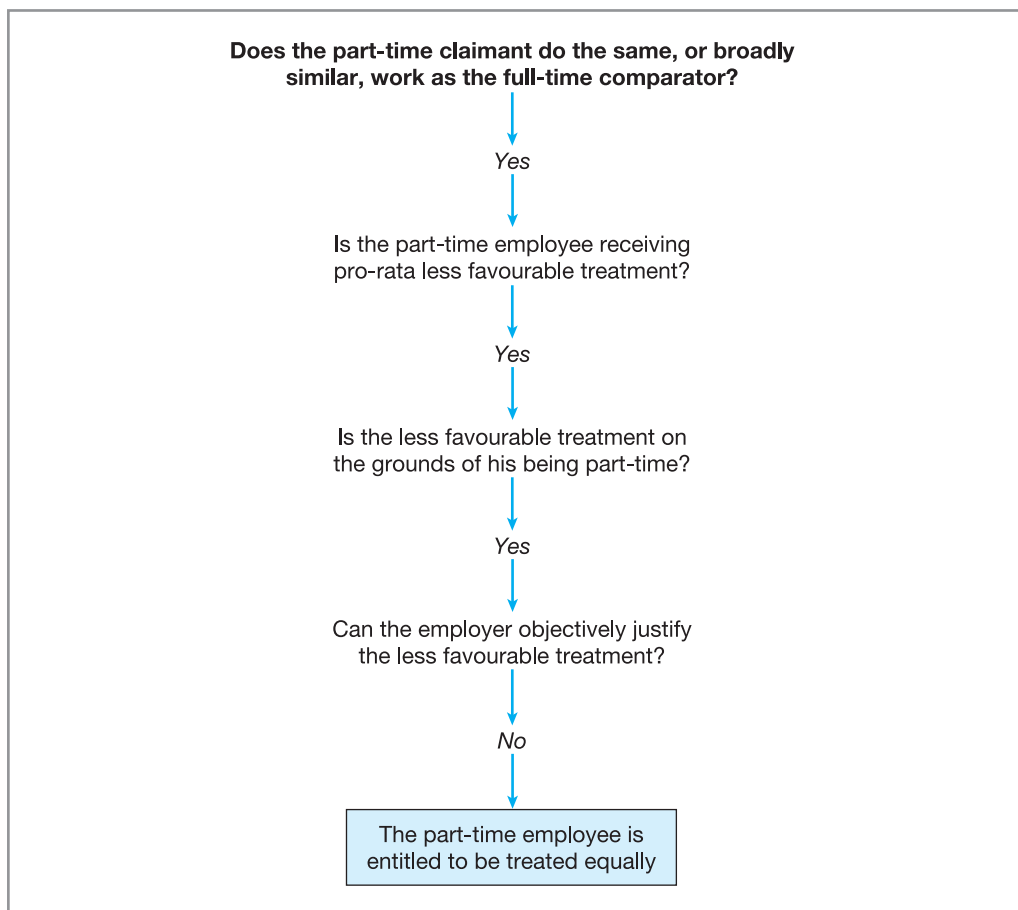 Does the part-time claimant do the same, or broadly
similar, work as the full-time comparator?
Yes
Is the part-time employee receiving
pro-rata less favourable treatment?
Yes
Is the less favourable treatment on
the grounds of his being part-time?
Yes
Can the employer objectively justify
the less favourable treatment?
No
The part-time employee is
entitled to be treated equally